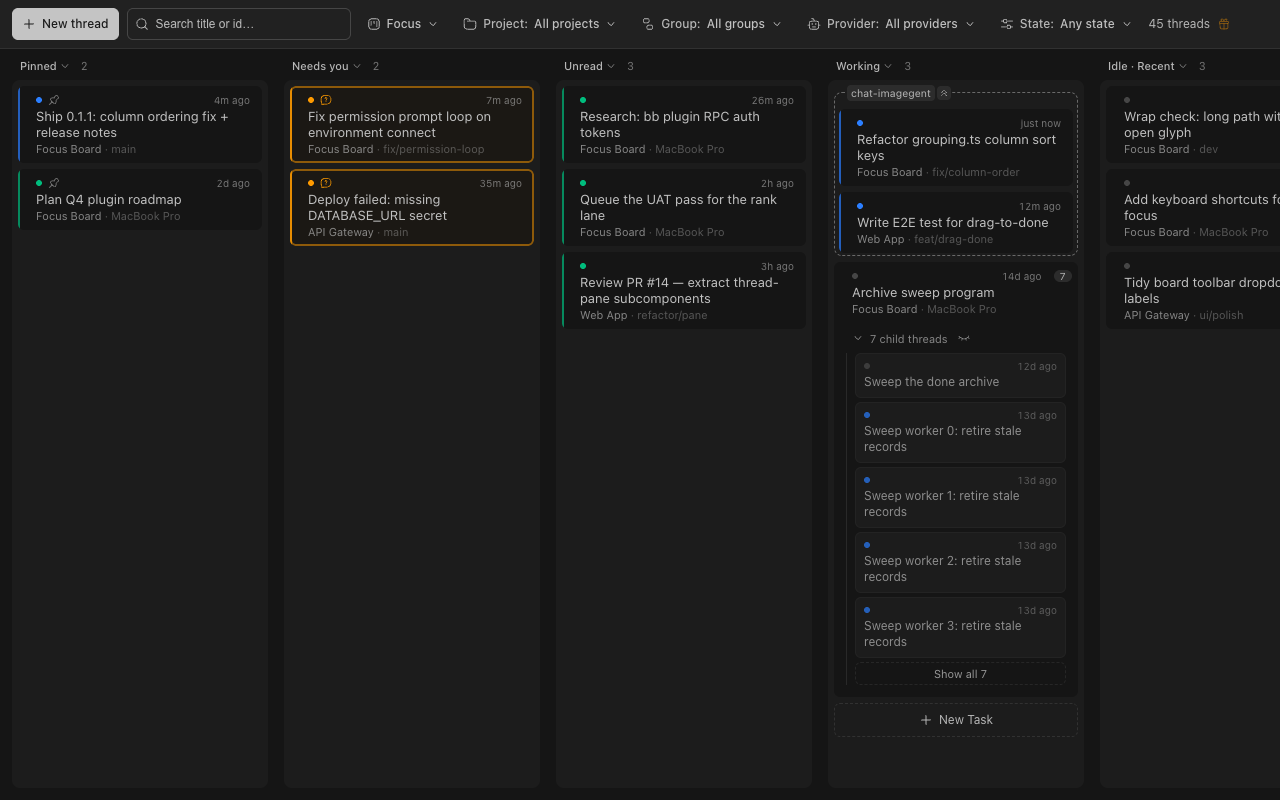 New thread
Search title or id…
Focus
Project: All projects
Group: All groups
Provider: All providers
State: Any state
45 threads
Pinned 2
4m ago
Ship 0.1.1: column ordering fix +
release notes
Focus Board · main
2d ago
Plan Q4 plugin roadmap
Focus Board · MacBook Pro
Needs you 2
7m ago
Fix permission prompt loop on
environment connect
Focus Board · fix/permission-loop
35m ago
Deploy failed: missing
DATABASE_URL secret
API Gateway · main
Unread 3
26m ago
Research: bb plugin RPC auth
tokens
Focus Board · MacBook Pro
2h ago
Queue the UAT pass for the rank
lane
Focus Board · MacBook Pro
3h ago
Review PR #14 — extract thread-
pane subcomponents
Web App · refactor/pane
Working 3
chat-imagegent
just now
Refactor grouping.ts column sort
keys
Focus Board · fix/column-order
12m ago
Write E2E test for drag-to-done
Web App · feat/drag-done
14d ago 7
Archive sweep program
Focus Board · MacBook Pro
7 child threads
12d ago
Sweep the done archive
13d ago
Sweep worker 0: retire stale
records
13d ago
Sweep worker 1: retire stale
records
13d ago
Sweep worker 2: retire stale
records
13d ago
Sweep worker 3: retire stale
records
Show all 7
New Task
Idle · Recent 3
Wrap check: long path
open glyph
Focus Board · dev
Add keyboard shortcuts
focus
Focus Board · MacBook Pro
Tidy board toolbar
labels
API Gateway · ui/polish